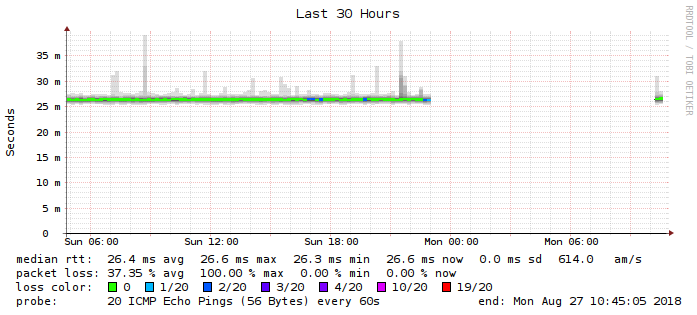 Last 30 Hours
RRDTOOL / TOBI OETIKER
Seconds
35 m
30 m
25 m
20 m
15 m
10 m
5 m
0
Sun 06:00 Sun 12:00 Sun 18:00 Mon 00:00 Mon 06:00
median rtt: 26.4 ms avg 26.6 ms max 26.3 ms min 26.6 ms now 0.0 ms sd 614.0 am/s
packet loss: 37.35 % avg 100.00 % max 0.00 % min 0.00 % now
loss color: 0 1/20 2/20 3/20 4/20 10/20 19/20
probe: 20 ICMP Echo Pings (56 Bytes) every 60s end: Mon Aug 27 10:45:05 2018